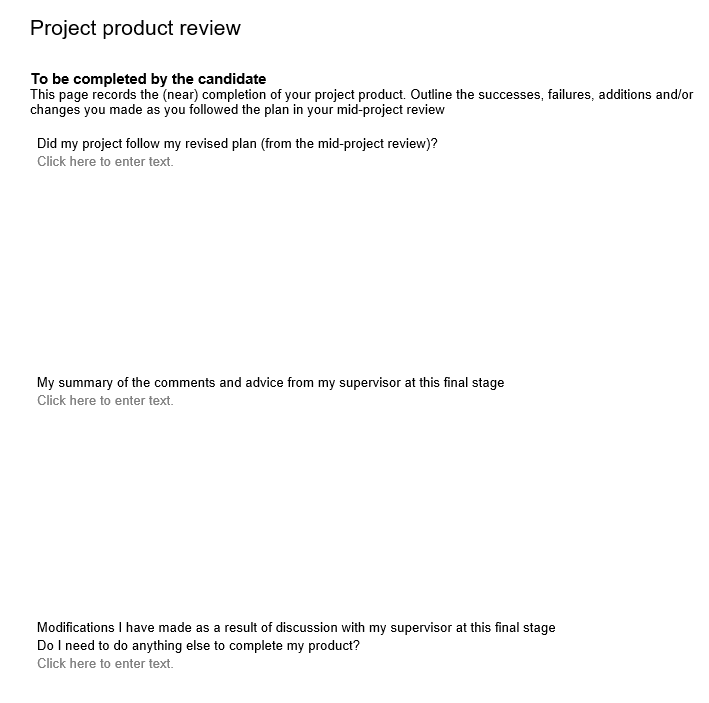 Project product review
To be completed by the candidate
This page records the (near) completion of your project product. Outline the successes, failures, additions and/or
changes you made as you followed the plan in your mid-project review
Did my project follow my revised plan (from the mid-project review)?
Click here to enter text.
My summary of the comments and advice from my supervisor at this final stage
Click here to enter text.
Modifications I have made as a result of discussion with my supervisor at this final stage
Do I need to do anything else to complete my product?
Click here to enter text.